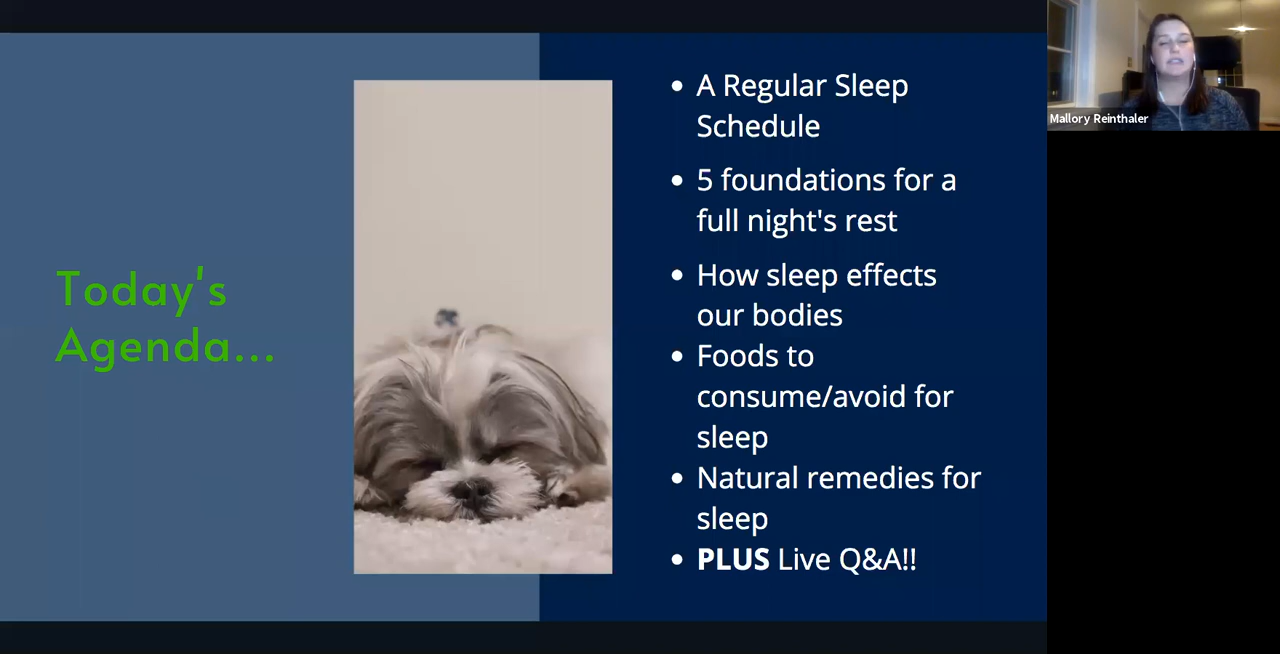 Today's
Agenda...
• A Regular Sleep
Schedule
• 5 foundations for a
full night's rest
• How sleep effects
our bodies
• Foods to
consume/avoid for
sleep
• Natural remedies for
sleep
• PLUS Live Q&A!!
Mallory Reinthaler